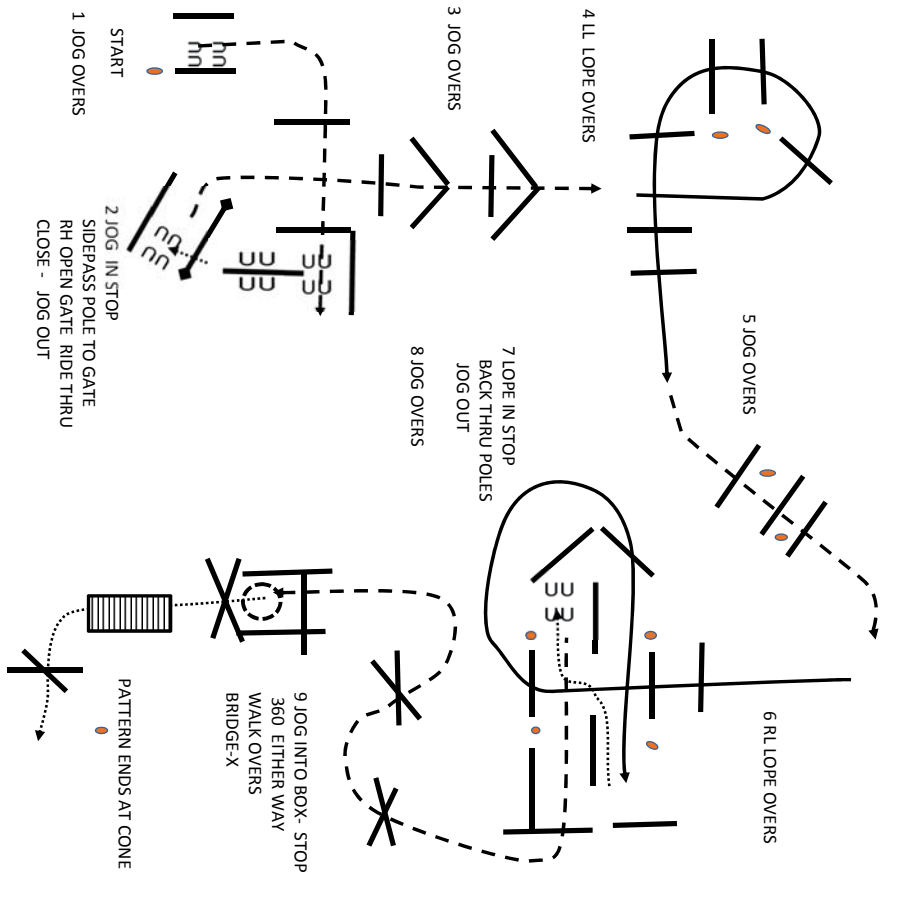 START
1 JOG OVERS
2 JOG IN STOP
SIDEPASS POLE TO GATE
RH OPEN GATE RIDE THRU
CLOSE - JOG OUT
3 JOG OVERS
4 LL LOPE OVERS
5 JOG OVERS
6 RL LOPE OVERS
7 LOPE IN STOP
BACK THRU POLES
JOG OUT
8 JOG OVERS
9 JOG INTO BOX- STOP
360 EITHER WAY
WALK OVERS
BRIDGE-X
PATTERN ENDS AT CONE